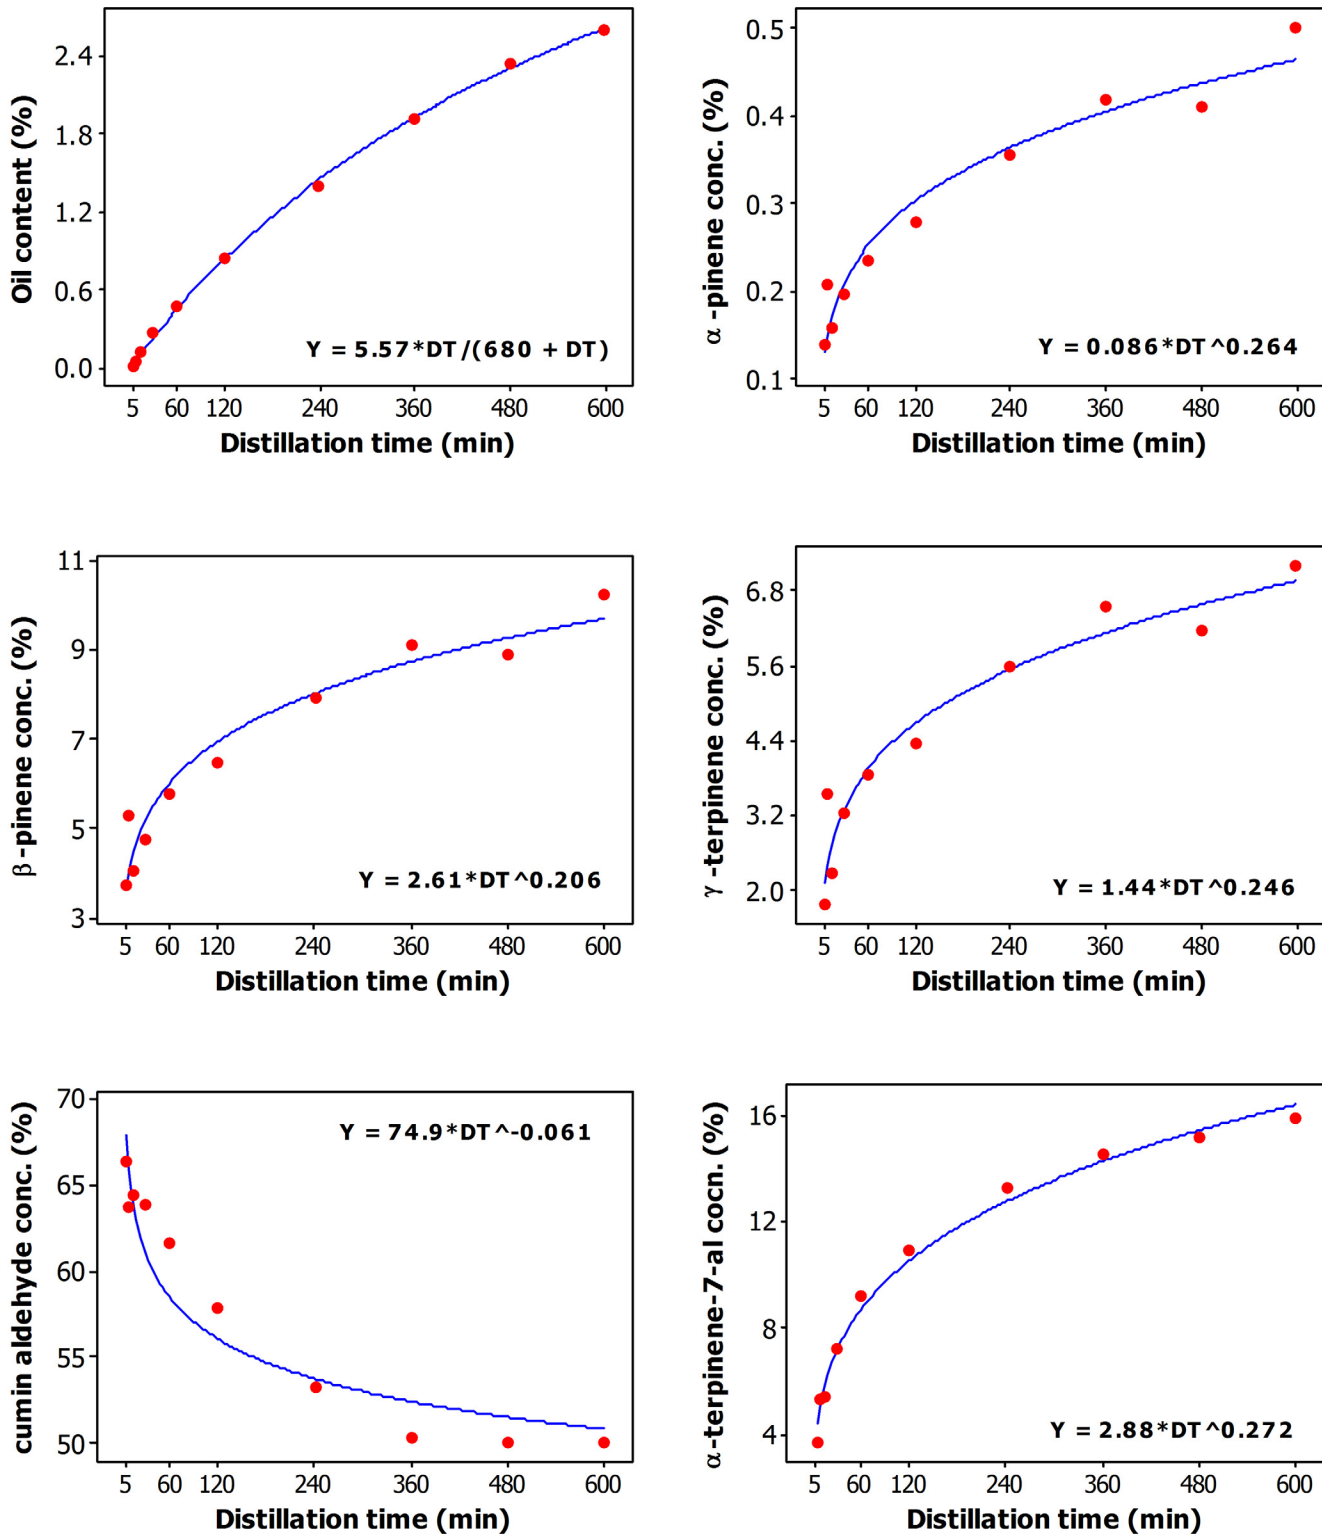 Oil content (%)
2.4
1.8
1.2
0.6
0.0
Y = 5.57*DT/(680 + DT)
5 60 120 240 360 480 600
Distillation time (min)
α -pinene conc. (%)
0.5
0.4
0.3
0.2
0.1
Y = 0.086*DT^0.264
5 60 120 240 360 480 600
Distillation time (min)
β -pinene conc. (%)
11
9
7
5
3
Y = 2.61*DT^0.206
5 60 120 240 360 480 600
Distillation time (min)
γ -terpinene conc. (%)
6.8
5.6
4.4
3.2
2.0
Y = 1.44*DT^0.246
5 60 120 240 360 480 600
Distillation time (min)
cumin aldehyde conc. (%)
70
65
60
55
50
Y = 74.9*DT^-0.061
5 60 120 240 360 480 600
Distillation time (min)
α-terpinene-7-al cocn. (%)
16
12
8
4
Y = 2.88*DT^0.272
5 60 120 240 360 480 600
Distillation time (min)